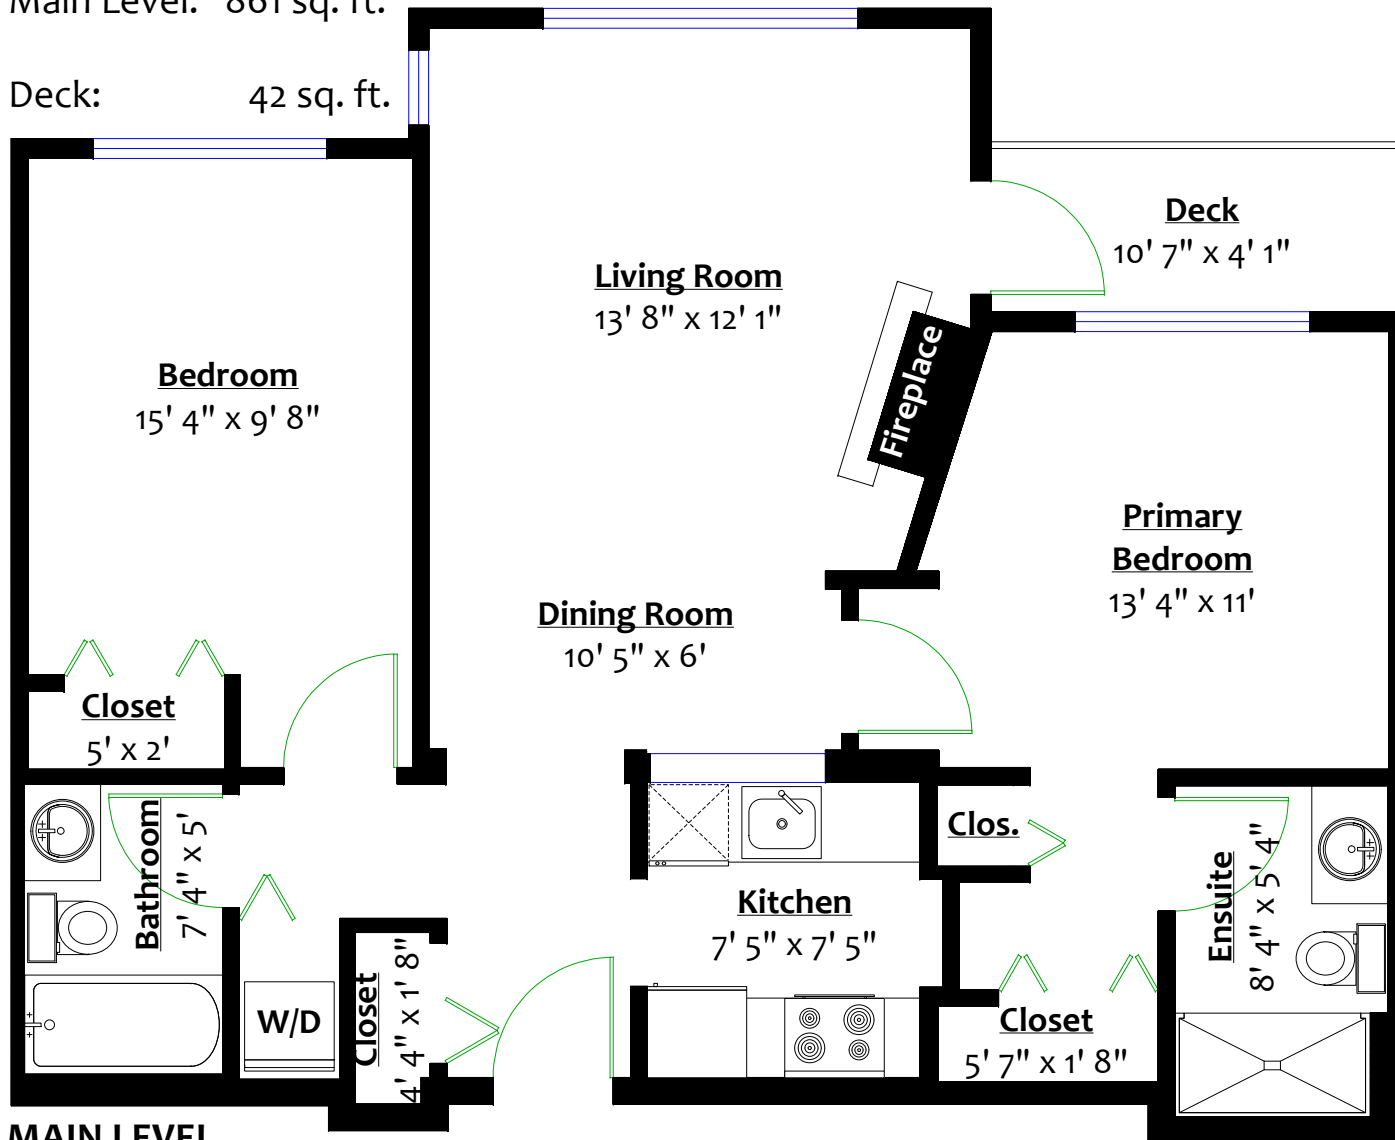 Main Level: 861 sq. ft.
Deck: 42 sq. ft.
Deck
10' 7" x 4' 1"
Living Room
13' 8" x 12' 1"
Fireplace
Bedroom
15' 4" x 9' 8"
Primary
Bedroom
13' 4" x 11'
Dining Room
10' 5" x 6'
Closet
5' x 2'
Bathroom
7' 4" x 5'
Clos.
Kitchen
7' 5" x 7' 5"
Ensuite
8' 4" x 5' 4"
W/D
Closet
4' 4" x 1' 8"
Closet
5' 7" x 1' 8"
MAIN LEVEL